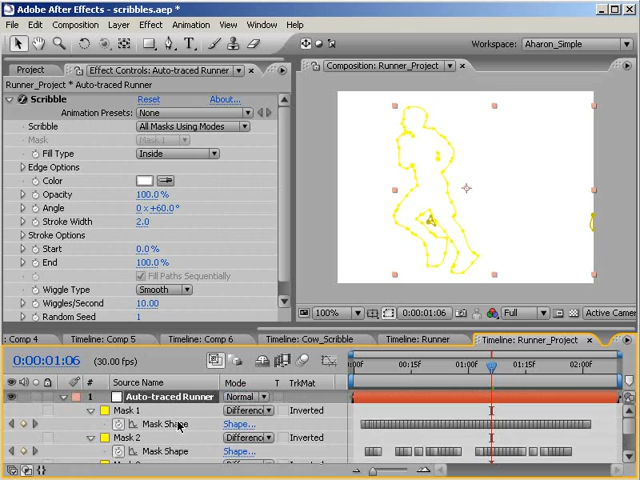 Adobe After Effects - scribbles.aep *
File Edit Composition Layer Effect Animation View Window Help
Workspace: Aharon_Simple
Project Effect Controls: Auto-traced Runner
Composition: Runner_Project
Runner_Project * Auto-traced Runner
Scribble Reset About...
Animation Presets: None
Scribble All Masks Using Modes
Mask Mask 1
Fill Type Inside
Edge Options
Color
Opacity 100.0 %
Angle 0 x+60.0 °
Stroke Width 2.0
Stroke Options
Start 0.0 %
End 100.0 %
Fill Paths Sequentially
Wiggle Type Smooth
Wiggles/Second 10.00
Random Seed 1
100% 0:00:01:06 Full Active Camer
: Comp 4 Timeline: Comp 5 Timeline: Comp 6 Timeline: Cow_Scribble Timeline: Runner Timeline: Runner_Project
0:00:01:06 (30.00 fps)
:00f 00:15f 01:00f 01:15f 02:00f
# Source Name Mode TrkMat
1 Auto-traced Runner Normal
Mask 1 Differenc Inverted
Mask Shape Shape...
Mask 2 Differenc Inverted
Mask Shape Shape...